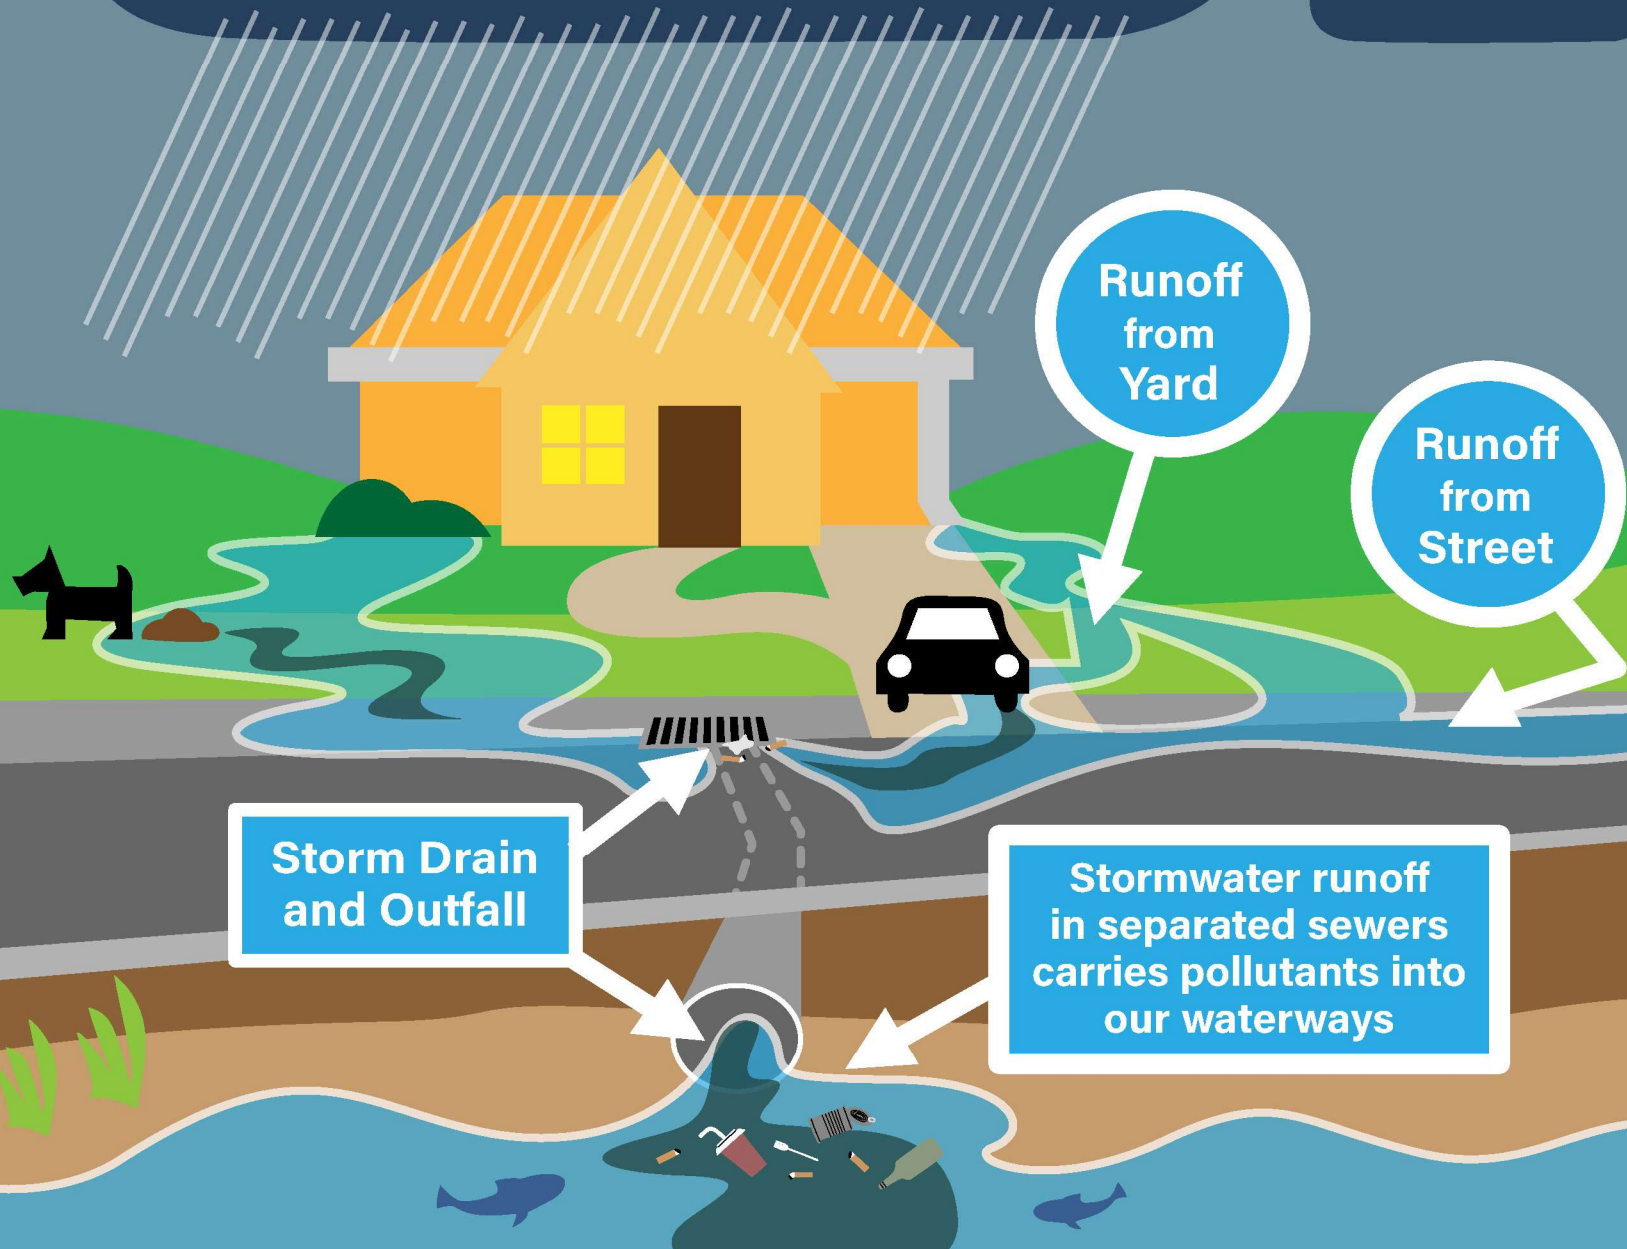 Runoff
from
Yard
Runoff
from
Street
Storm Drain
and Outfall
Stormwater runoff
in separated sewers
carries pollutants into
our waterways